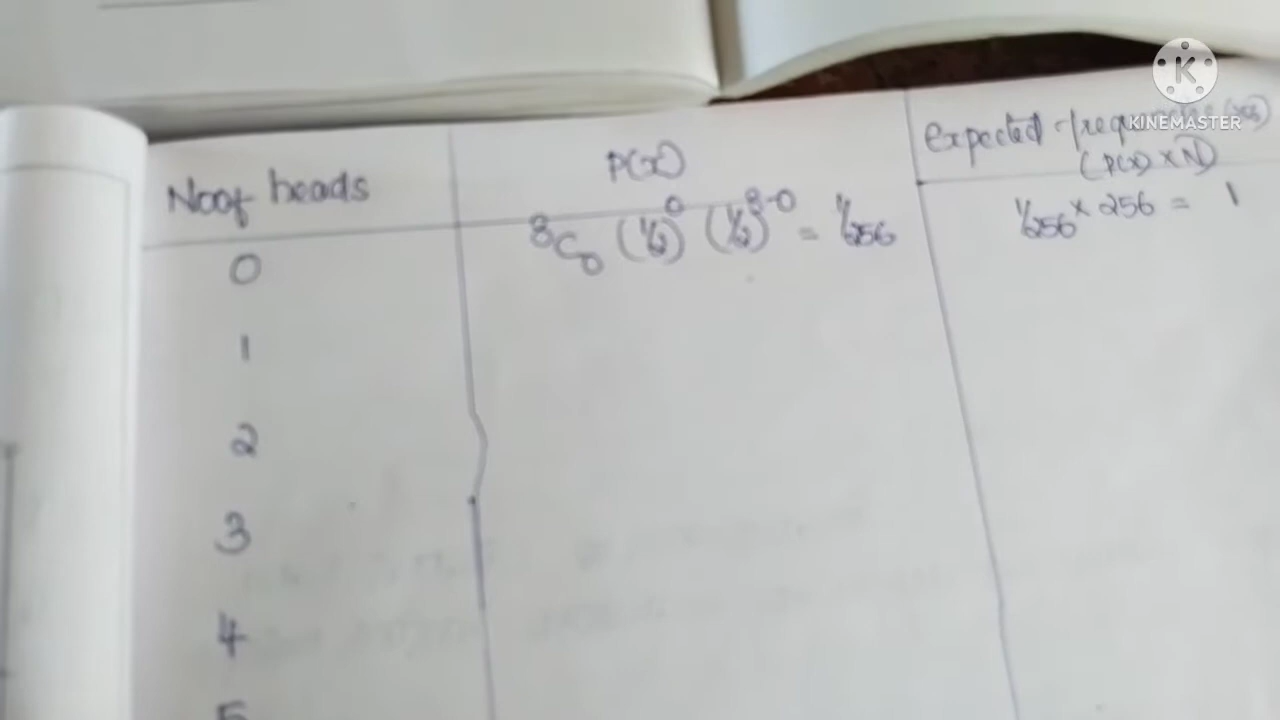 No of heads
P(x)
expected
(P(x) × N)
0
⁸C₀ (1/2)⁰ (1/2)⁸⁻⁰ = 1/256
1/256 × 256 = 1
1
2
3
4
5
KINEMASTER